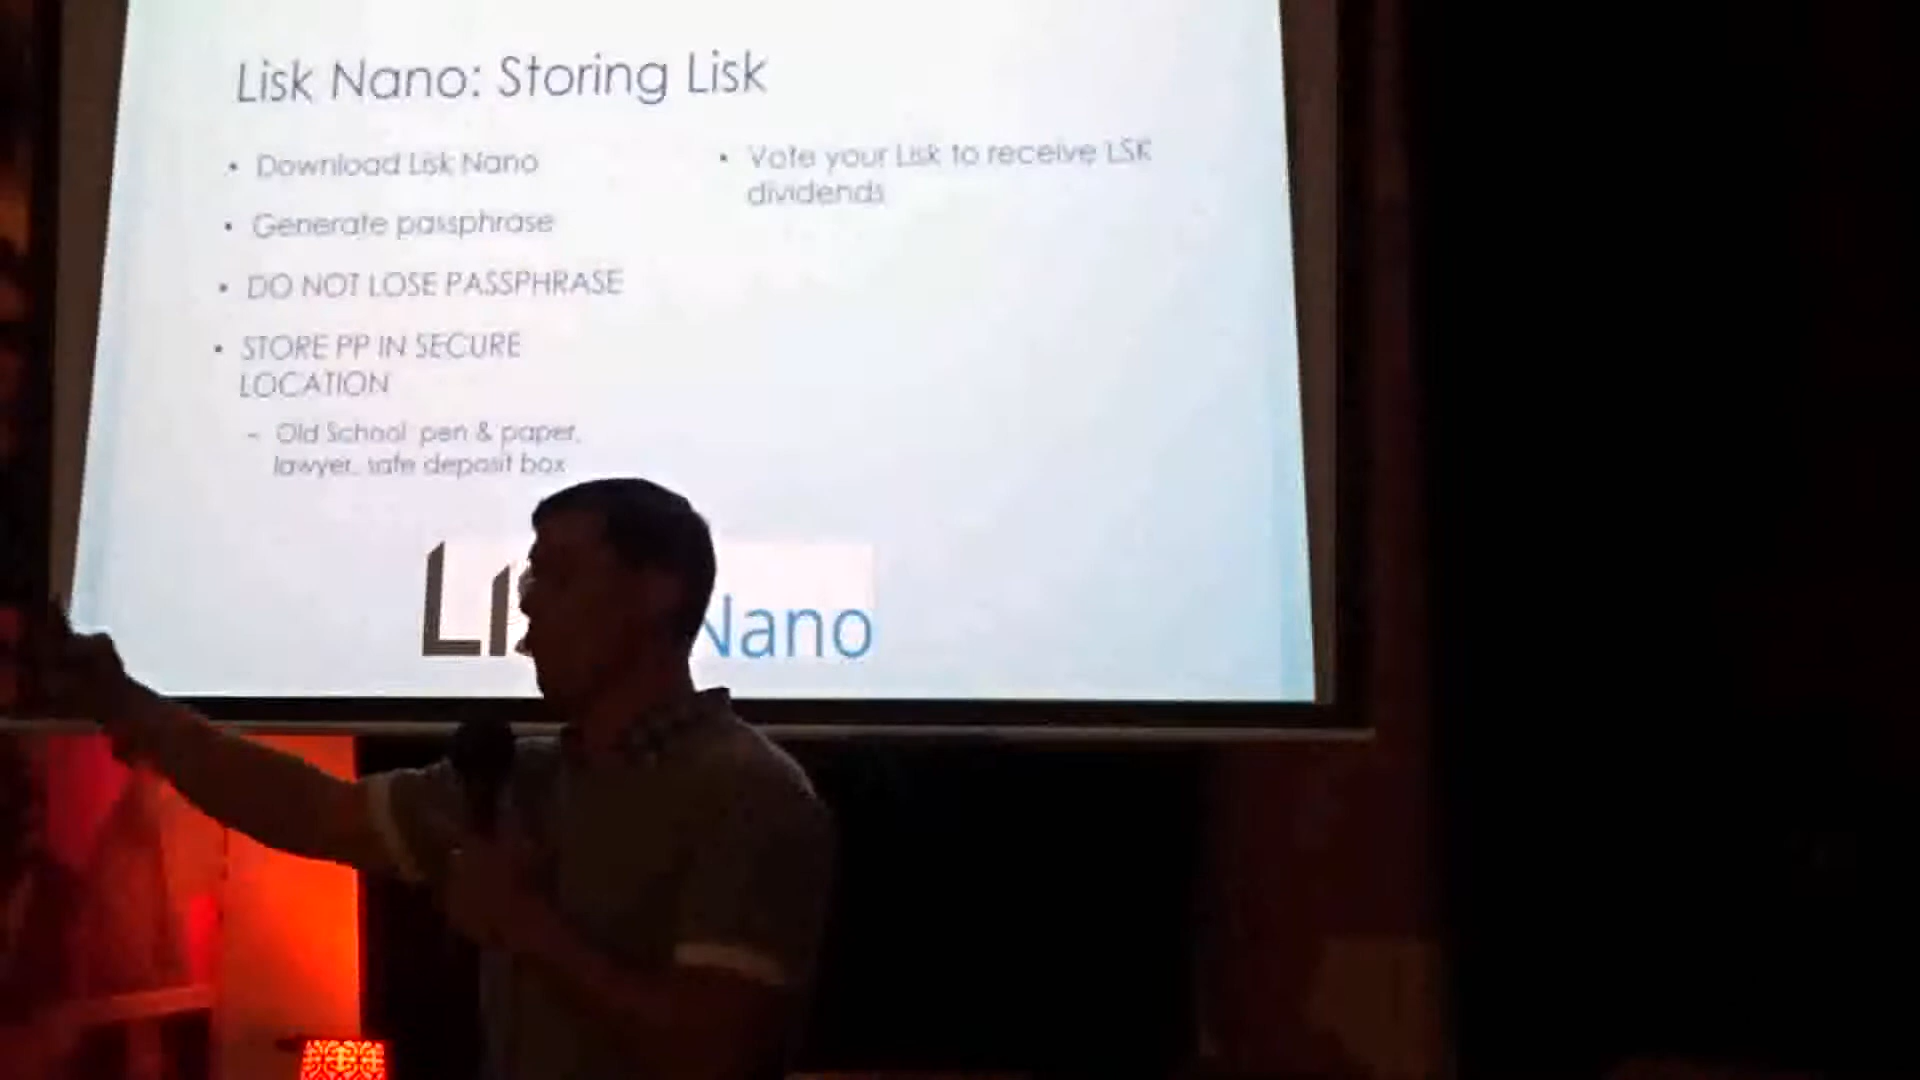 Lisk Nano: Storing Lisk
• Download Lisk Nano
• Generate passphrase
• DO NOT LOSE PASSPHRASE
• STORE PP IN SECURE
LOCATION
– Old School: pen & paper,
lawyer, safe deposit box
• Vote your Lisk to receive LSK
dividends
Nano